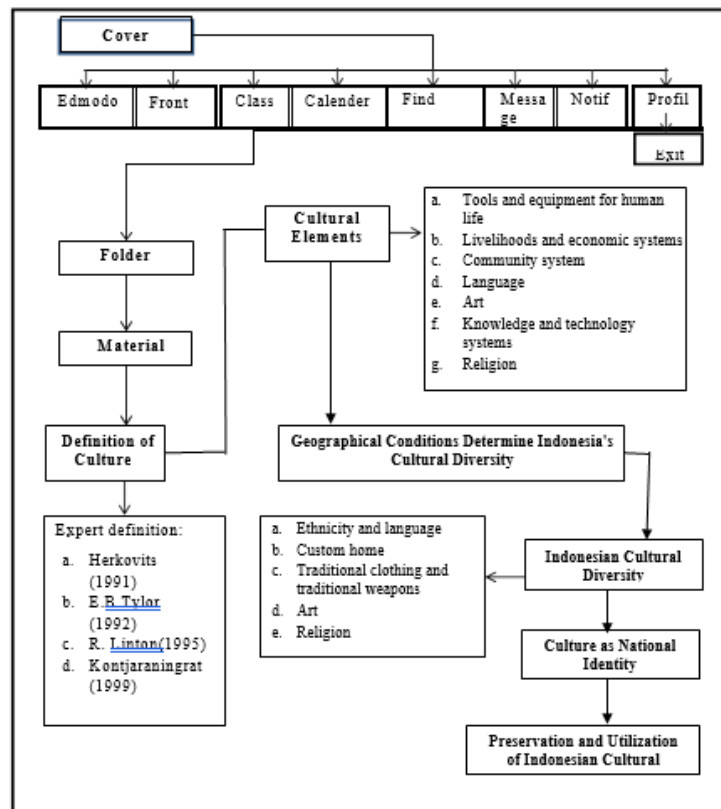 Cover
Edmodo
Front
Class
Calender
Find
Messa
ge
Notif
Profil
Exit
Folder
Material
Definition of
Culture
Expert definition:
a. Herkovits
(1991)
b. E.B Tylor
(1992)
c. R. Linton(1995)
d. Kontjaraningrat
(1999)
Cultural
Elements
a. Tools and equipment for human
life
b. Livelihoods and economic systems
c. Community system
d. Language
e. Art
f. Knowledge and technology
systems
g. Religion
Geographical Conditions Determine Indonesia's
Cultural Diversity
Indonesian Cultural
Diversity
a. Ethnicity and language
b. Custom home
c. Traditional clothing and
traditional weapons
d. Art
e. Religion
Culture as National
Identity
Preservation and Utilization
of Indonesian Cultural